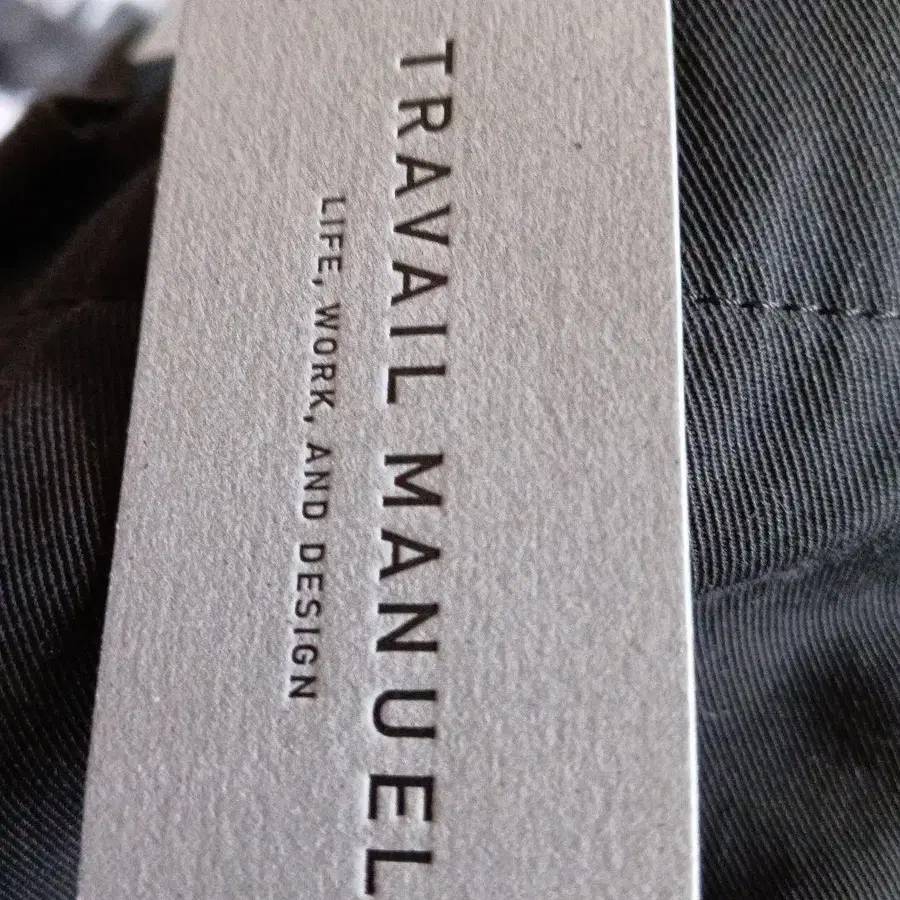 TRAVAIL MANUEL
LIFE, WORK, AND DESIGN